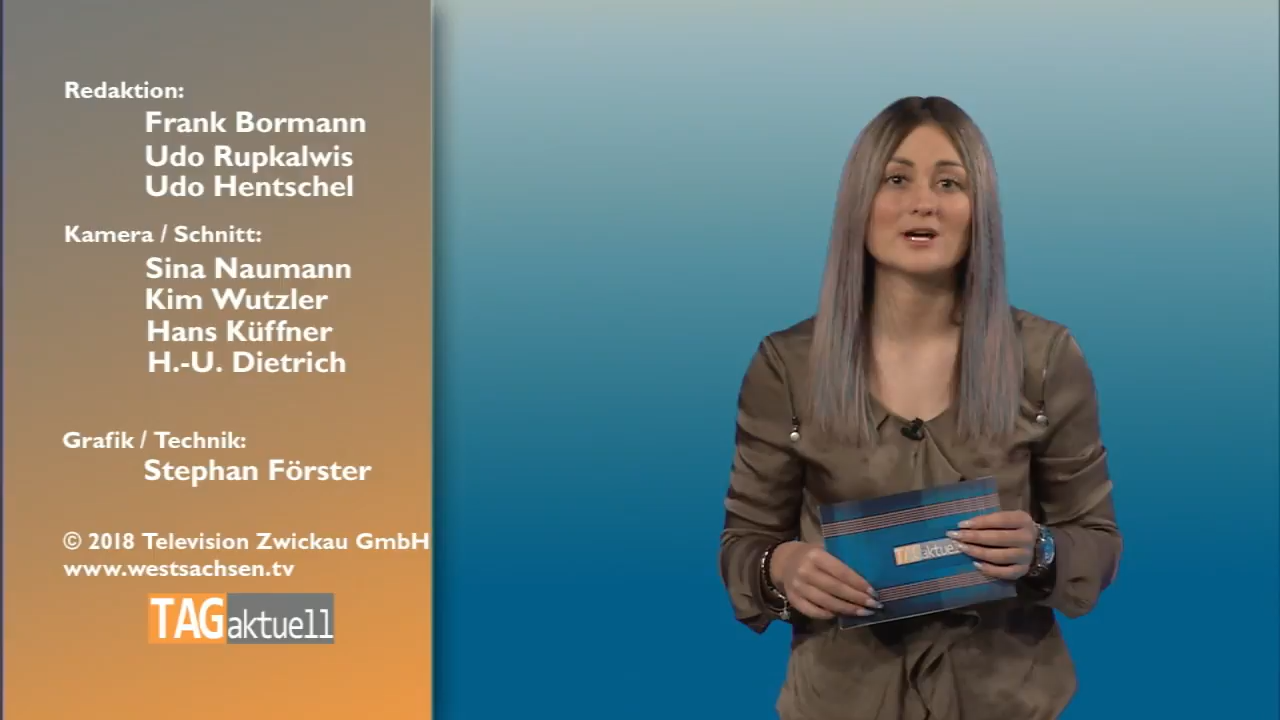 Redaktion:
Frank Bormann
Udo Rupkalwis
Udo Hentschel
Kamera / Schnitt:
Sina Naumann
Kim Wutzler
Hans Küffner
H.-U. Dietrich
Grafik / Technik:
Stephan Förster
© 2018 Television Zwickau GmbH
www.westsachsen.tv
TAGaktuell
TAGaktuell